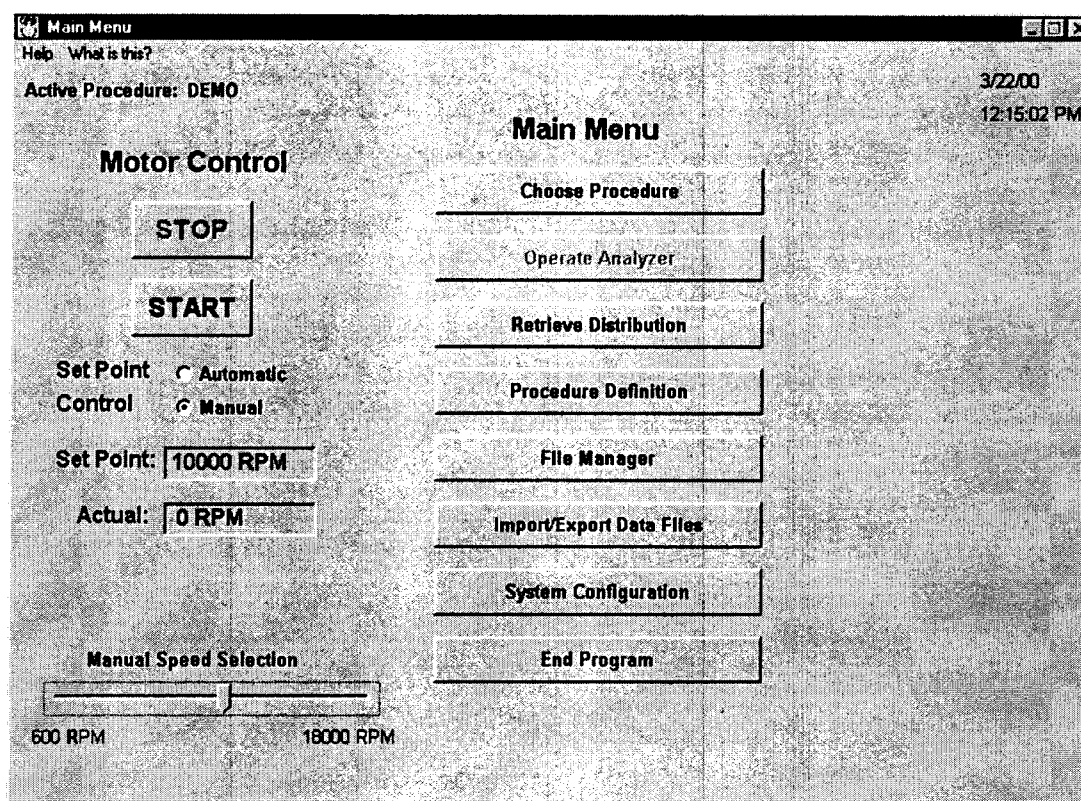 Main Menu
Help What is this?
Active Procedure: DEMO
3/22/00
12:15:02 PM
Motor Control
STOP
START
Set Point Control
Automatic
Manual
Set Point: 10000 RPM
Actual: 0 RPM
Manual Speed Selection
600 RPM 18000 RPM
Main Menu
Choose Procedure
Operate Analyzer
Retrieve Distribution
Procedure Definition
File Manager
Import/Export Data Files
System Configuration
End Program